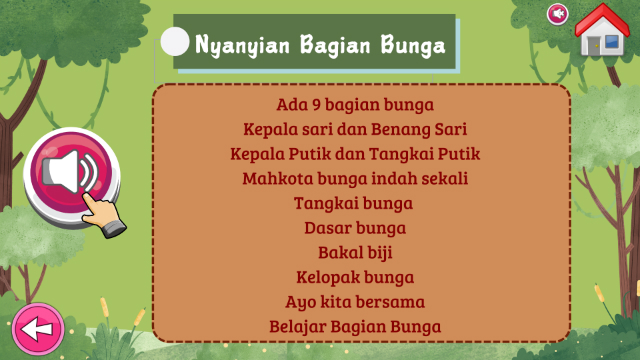 Nyanyian Bagian Bunga
Ada 9 bagian bunga
Kepala sari dan Benang Sari
Kepala Putik dan Tangkai Putik
Mahkota bunga indah sekali
Tangkai bunga
Dasar bunga
Bakal biji
Kelopak bunga
Ayo kita bersama
Belajar Bagian Bunga